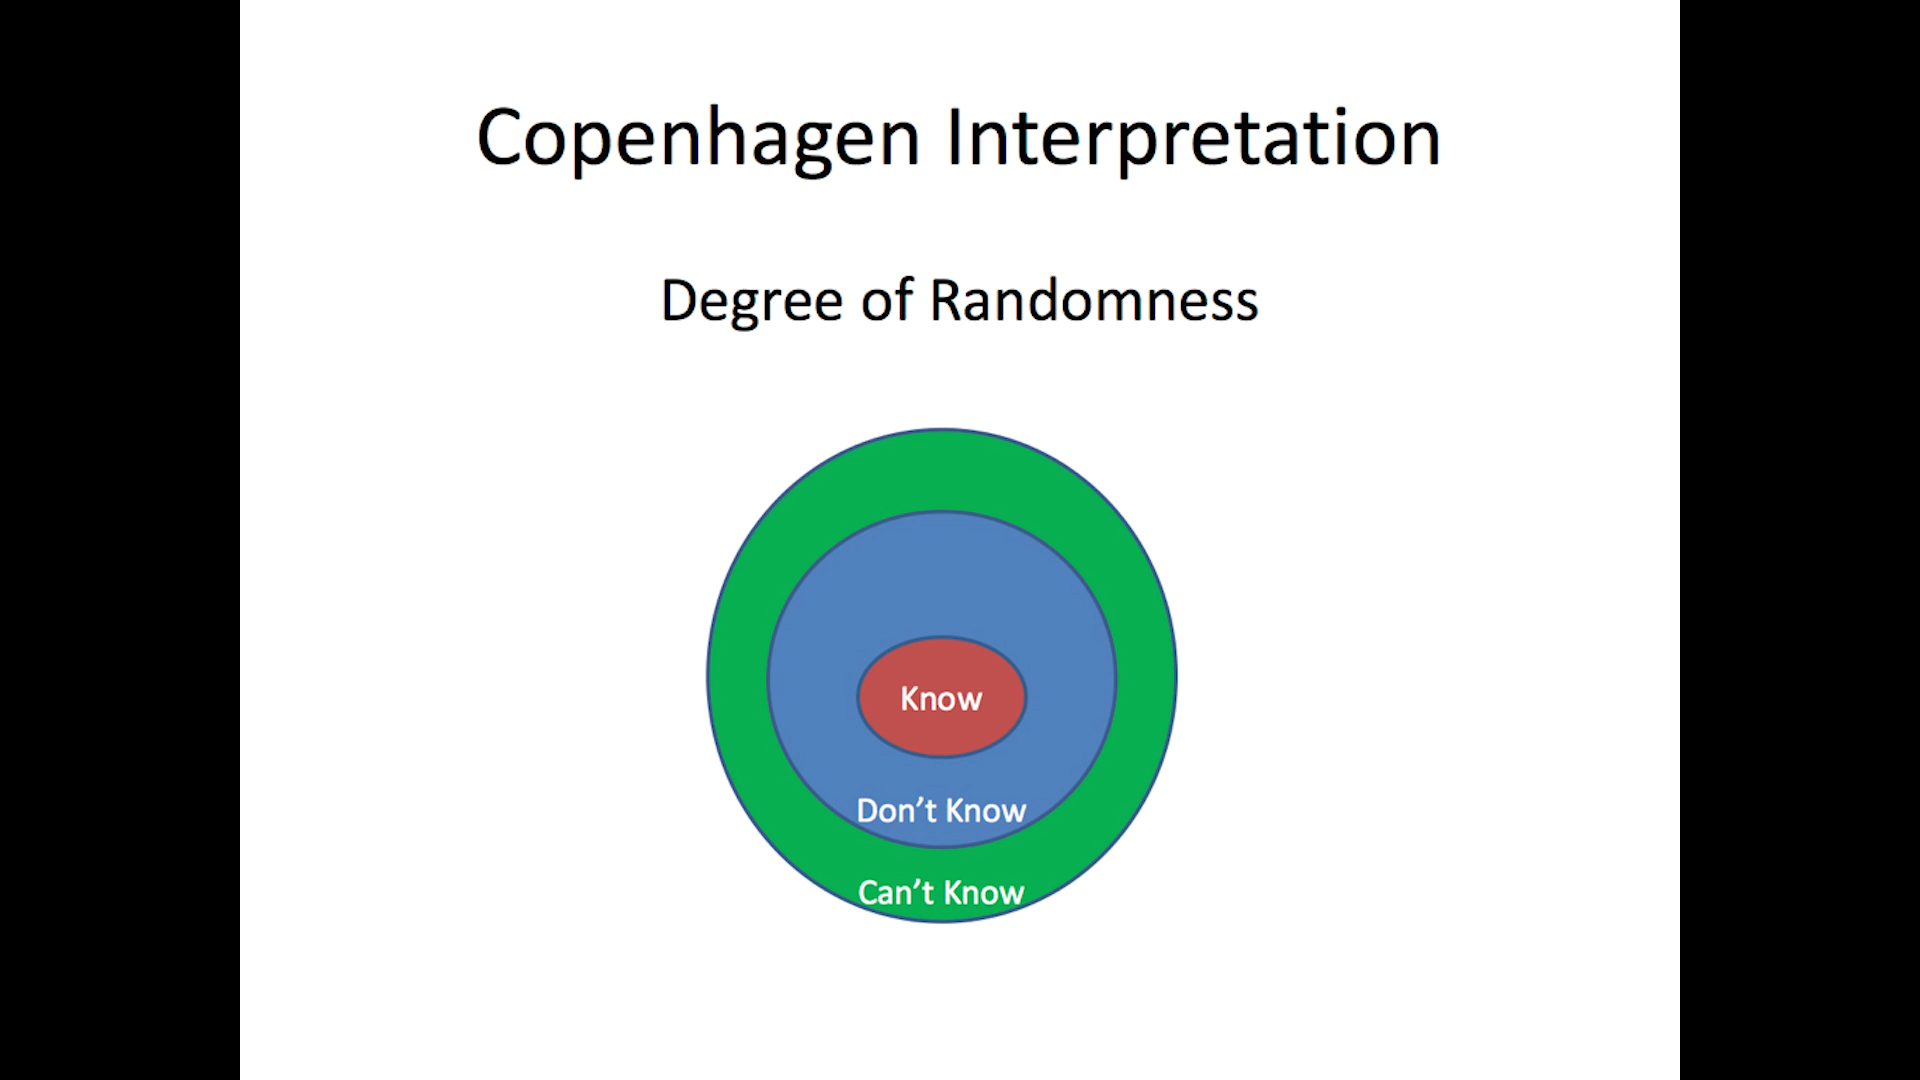 Copenhagen Interpretation
Degree of Randomness
Know
Don’t Know
Can’t Know